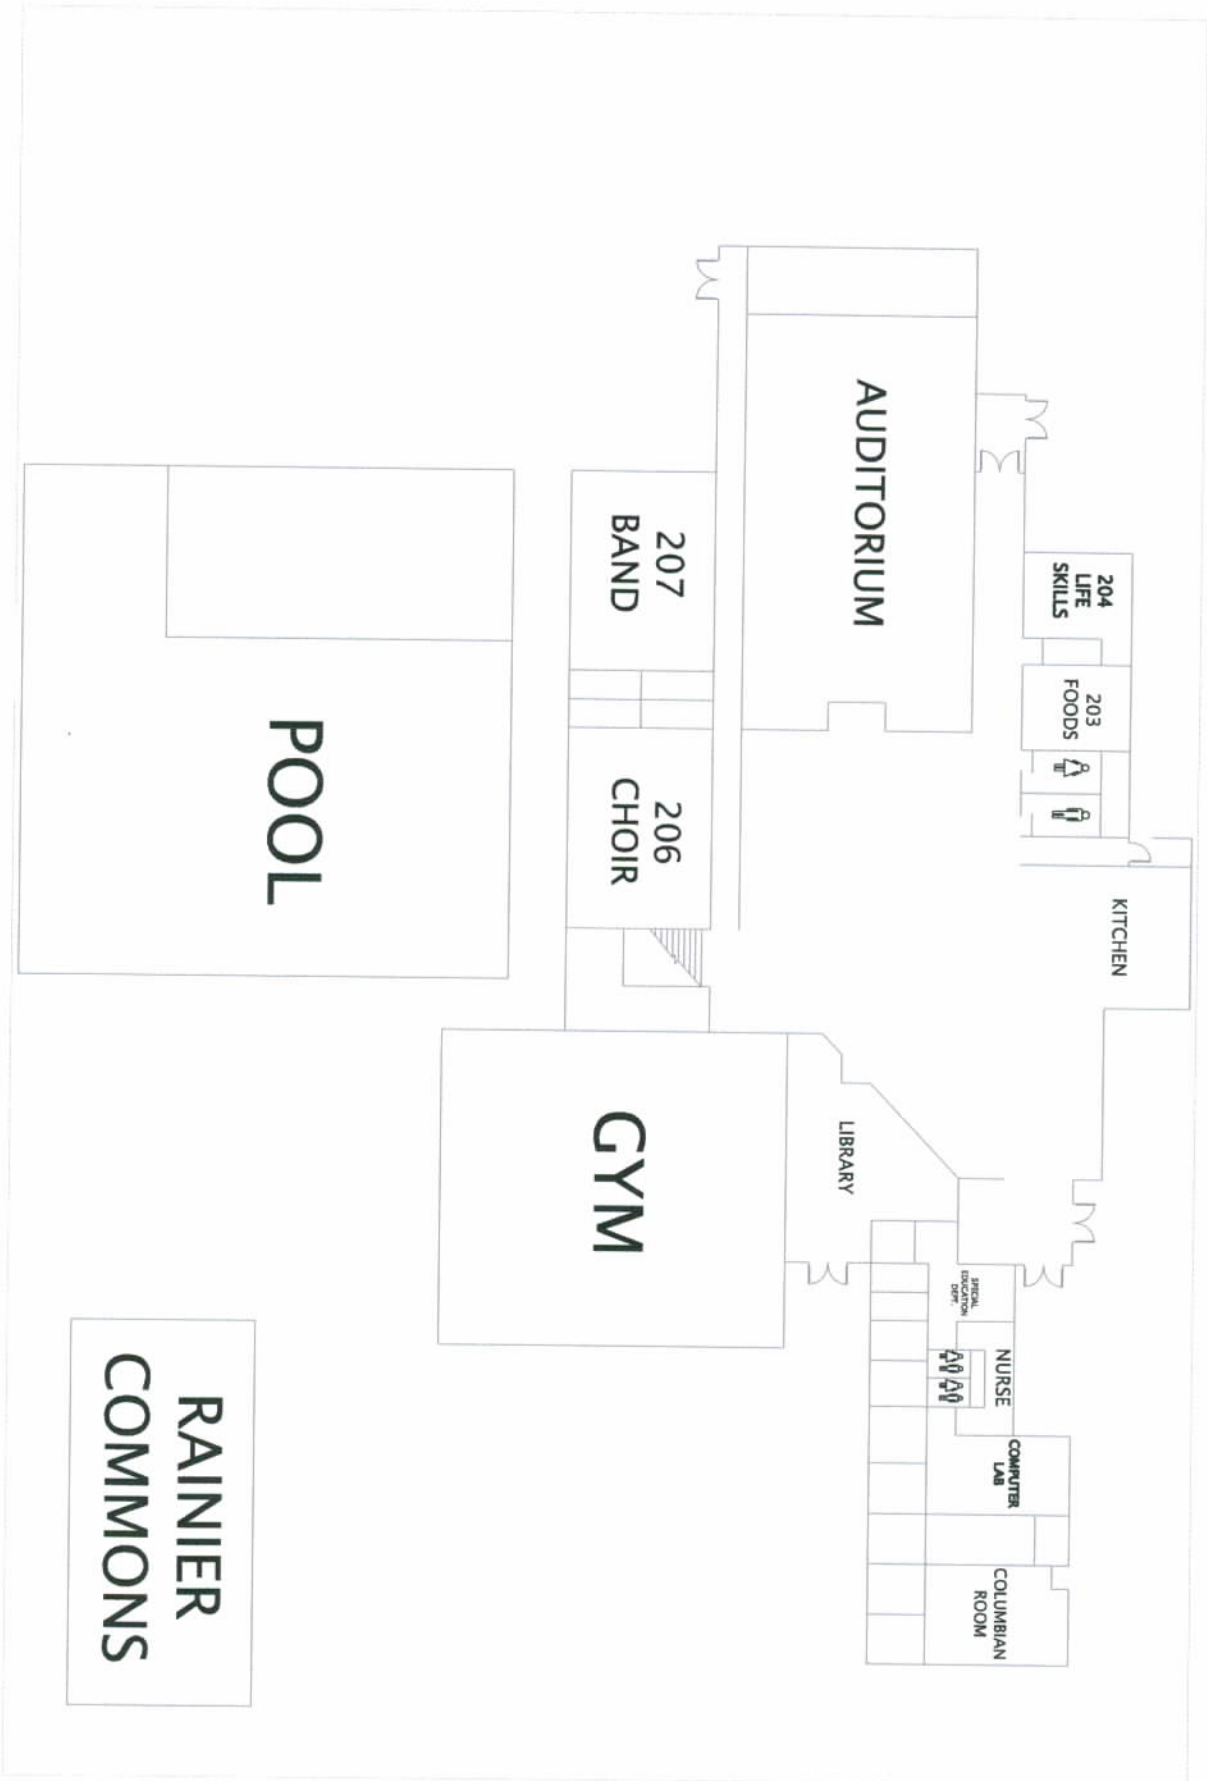 204
LIFE
SKILLS
203
FOODS
KITCHEN
AUDITORIUM
207
BAND
206
CHOIR
POOL
GYM
LIBRARY
SPECIAL
EDUCATION
DEPT.
NURSE
COMPUTER
LAB
COLUMBIAN
ROOM
RAINIER
COMMONS